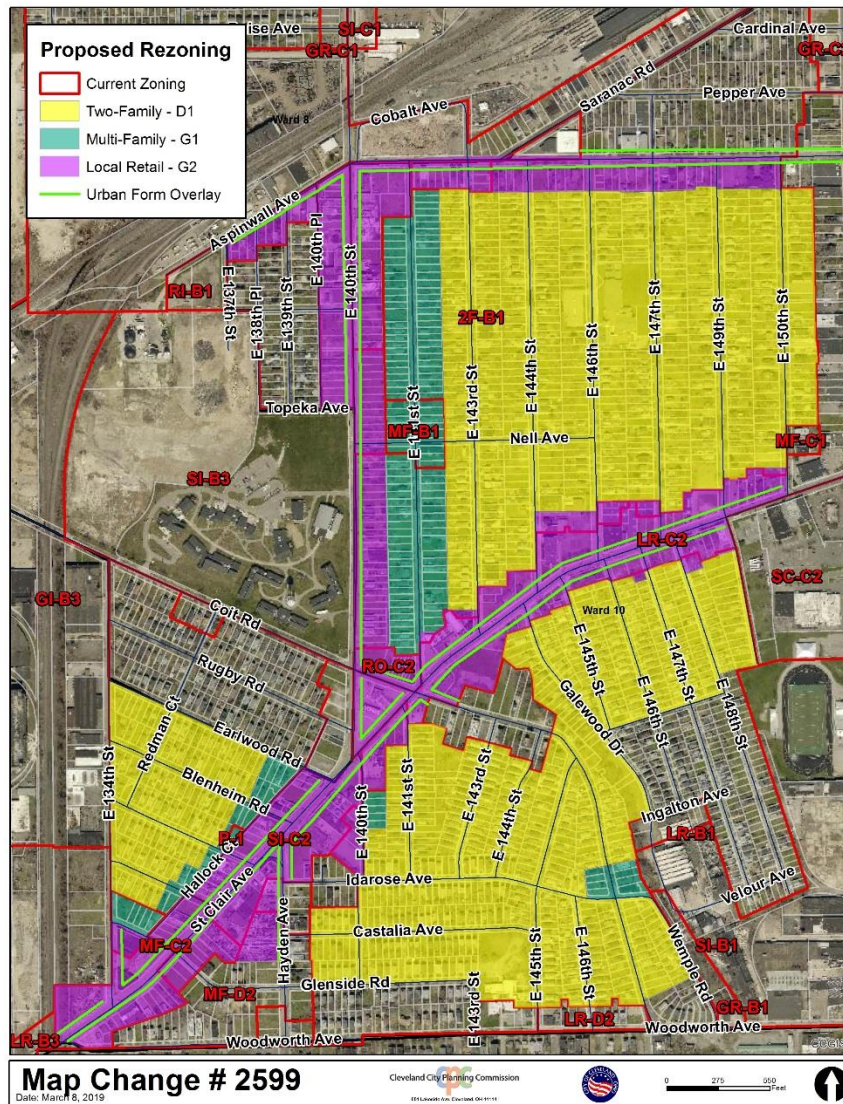 Proposed Rezoning
Current Zoning
Two-Family - D1
Multi-Family - G1
Local Retail - G2
Urban Form Overlay
SI-C1
GR-C1
Cardinal Ave
Pepper Ave
Saranac Rd
Cobalt Ave
Ward 8
Aspinwall Ave
RI-B1
E 137th St
E 138th Pl
E 139th St
E 140th Pl
E 140th St
Topeka Ave
2F-B1
E 141st St
E 143rd St
E 144th St
E 146th St
E 147th St
E 149th St
E 150th St
MF-B1
Nell Ave
MF-C1
SI-B3
LR-C2
SC-C2
Ward 10
GI-B3
Coit Rd
RO-C2
Rugby Rd
Redman Ct
Earlwood Rd
E 134th St
Blenheim Rd
P-1
Hallock Ct
SI-C2
St Clair Ave
E 140th St
E 141st St
E 143rd St
E 144th St
Galewood Dr
E 145th St
E 146th St
E 147th St
E 148th St
Ingalton Ave
LR-B1
Velour Ave
Idarose Ave
Castalia Ave
Hayden Ave
MF-C2
MF-D2
Glenside Rd
E 143rd St
E 145th St
E 146th St
Wemple Rd
SI-B1
GR-B1
LR-D2
LR-B3
Woodworth Ave
Woodworth Ave
Map Change # 2599
Date: March 8, 2019
Cleveland City Planning Commission
0 275 550
Feet